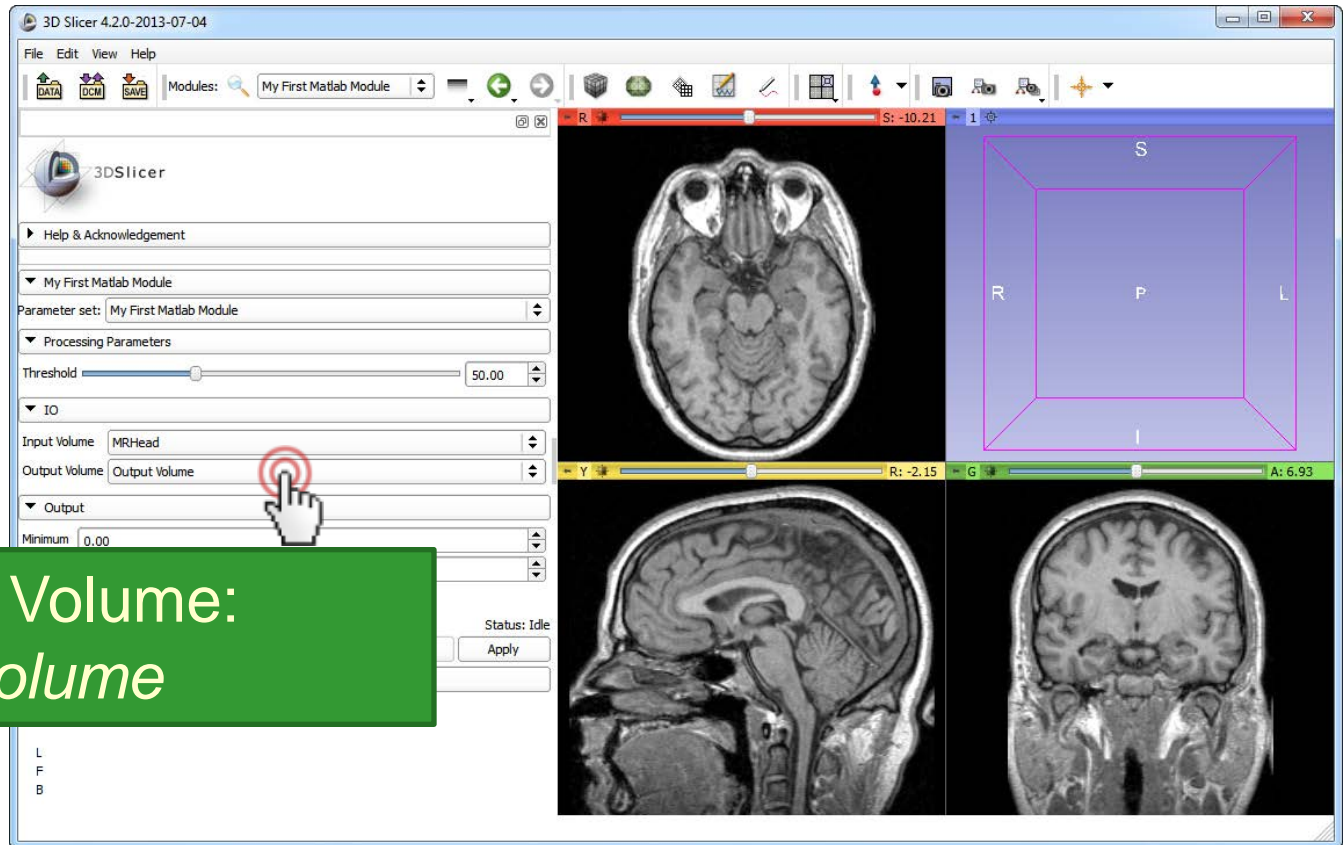 3D Slicer 4.2.0-2013-07-04
File Edit View Help
DATA DCM SAVE Modules: My First Matlab Module
R S: -10.21 1
3DSlicer
Help & Acknowledgement
My First Matlab Module
Parameter set: My First Matlab Module
Processing Parameters
Threshold 50.00
IO
Input Volume MRHead
Output Volume Output Volume
Output
Minimum 0.00
Volume:
olume
Status: Idle
Apply
L
F
B
S
R P L
I
Y R: -2.15 G A: 6.93